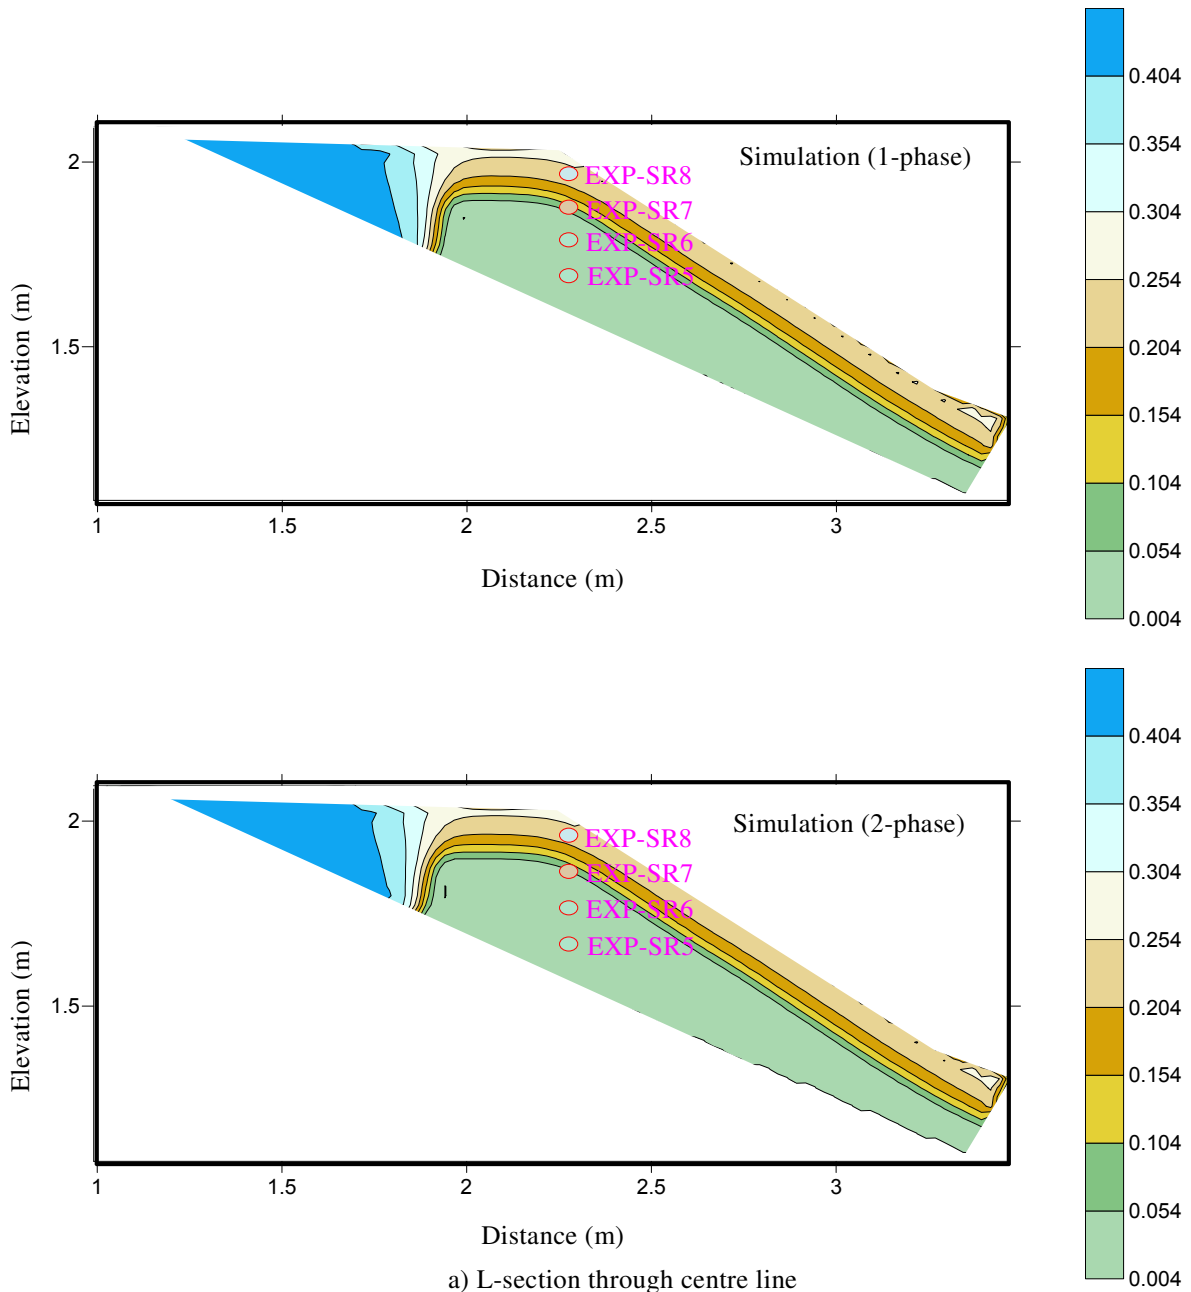 0.404
0.354
0.304
0.254
0.204
0.154
0.104
0.054
0.004
Simulation (1-phase)
EXP-SR8
EXP-SR7
EXP-SR6
EXP-SR5
2
1.5
Elevation (m)
1 1.5 2 2.5 3
Distance (m)
0.404
0.354
0.304
0.254
0.204
0.154
0.104
0.054
0.004
Simulation (2-phase)
EXP-SR8
EXP-SR7
EXP-SR6
EXP-SR5
2
1.5
Elevation (m)
1 1.5 2 2.5 3
Distance (m)
a) L-section through centre line